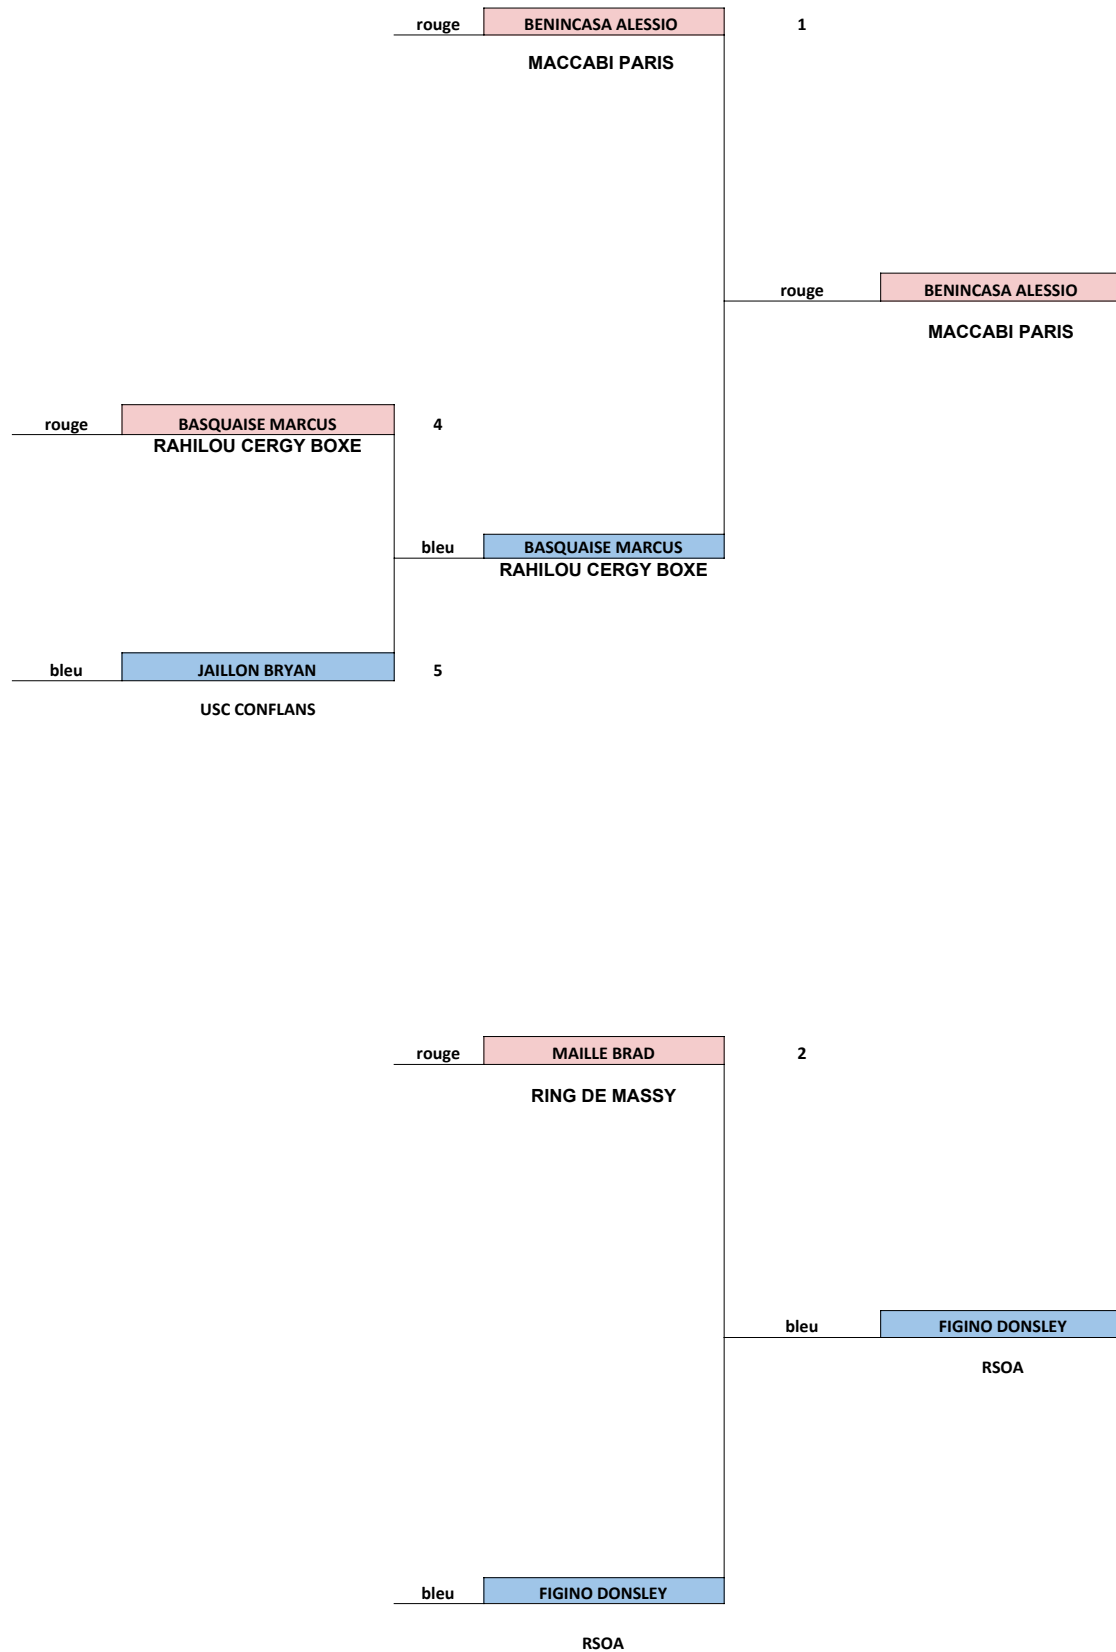 rouge BENINCASA ALESSIO 1
MACCABI PARIS
rouge BENINCASA ALESSIO
MACCABI PARIS
rouge BASQUAISE MARCUS 4
RAHILOU CERGY BOXE
bleu BASQUAISE MARCUS
RAHILOU CERGY BOXE
bleu JAILLON BRYAN 5
USC CONFLANS
rouge MAILLE BRAD 2
RING DE MASSY
bleu FIGINO DONSLEY
RSOA
bleu FIGINO DONSLEY
RSOA